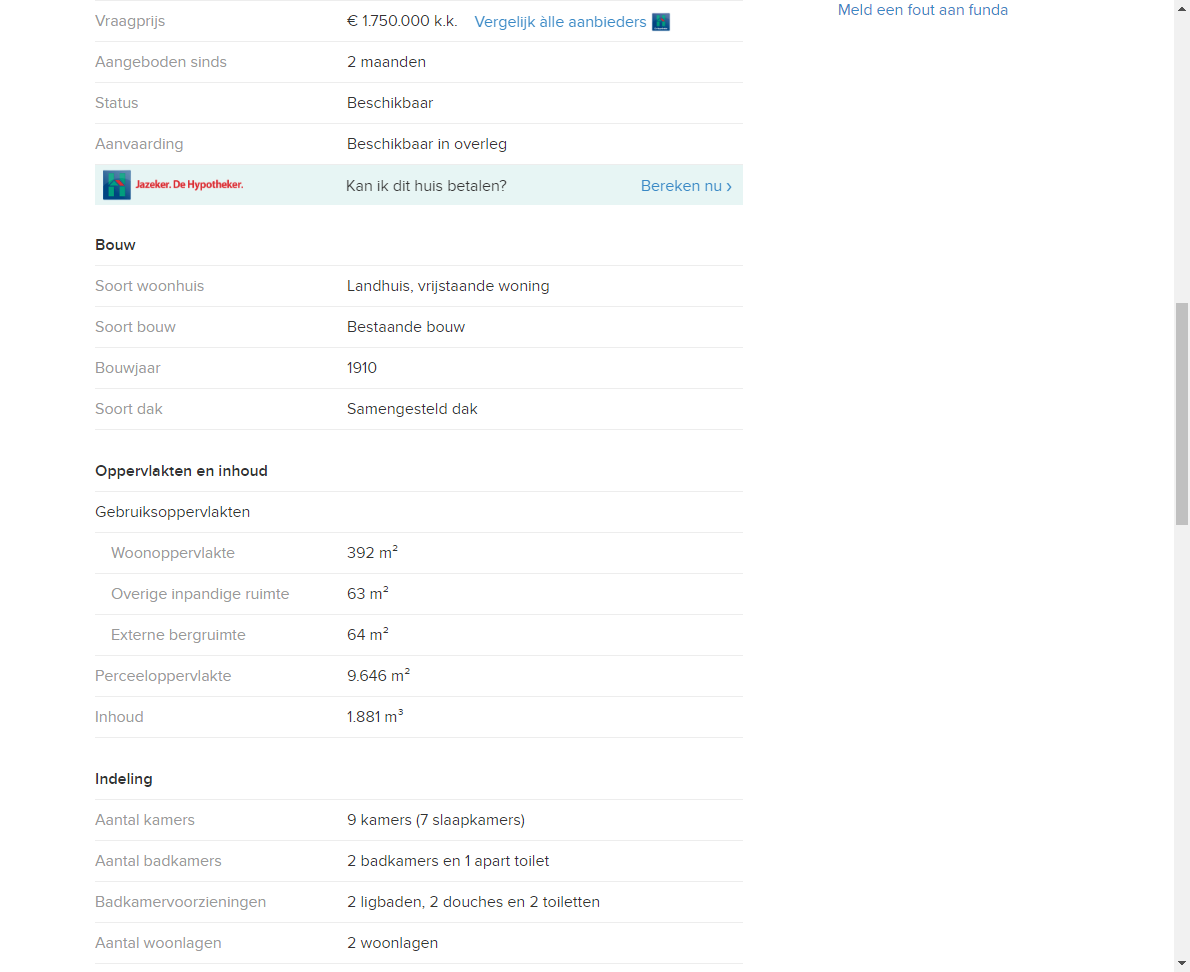 Meld een fout aan funda
Vraagprijs € 1.750.000 k.k. Vergelijk àlle aanbieders
Aangeboden sinds 2 maanden
Status Beschikbaar
Aanvaarding Beschikbaar in overleg
Jazeker. De Hypotheker. Kan ik dit huis betalen? Bereken nu ›
Bouw
Soort woonhuis Landhuis, vrijstaande woning
Soort bouw Bestaande bouw
Bouwjaar 1910
Soort dak Samengesteld dak
Oppervlakten en inhoud
Gebruiksoppervlakten
Woonoppervlakte 392 m²
Overige inpandige ruimte 63 m²
Externe bergruimte 64 m²
Perceeloppervlakte 9.646 m²
Inhoud 1.881 m³
Indeling
Aantal kamers 9 kamers (7 slaapkamers)
Aantal badkamers 2 badkamers en 1 apart toilet
Badkamervoorzieningen 2 ligbaden, 2 douches en 2 toiletten
Aantal woonlagen 2 woonlagen